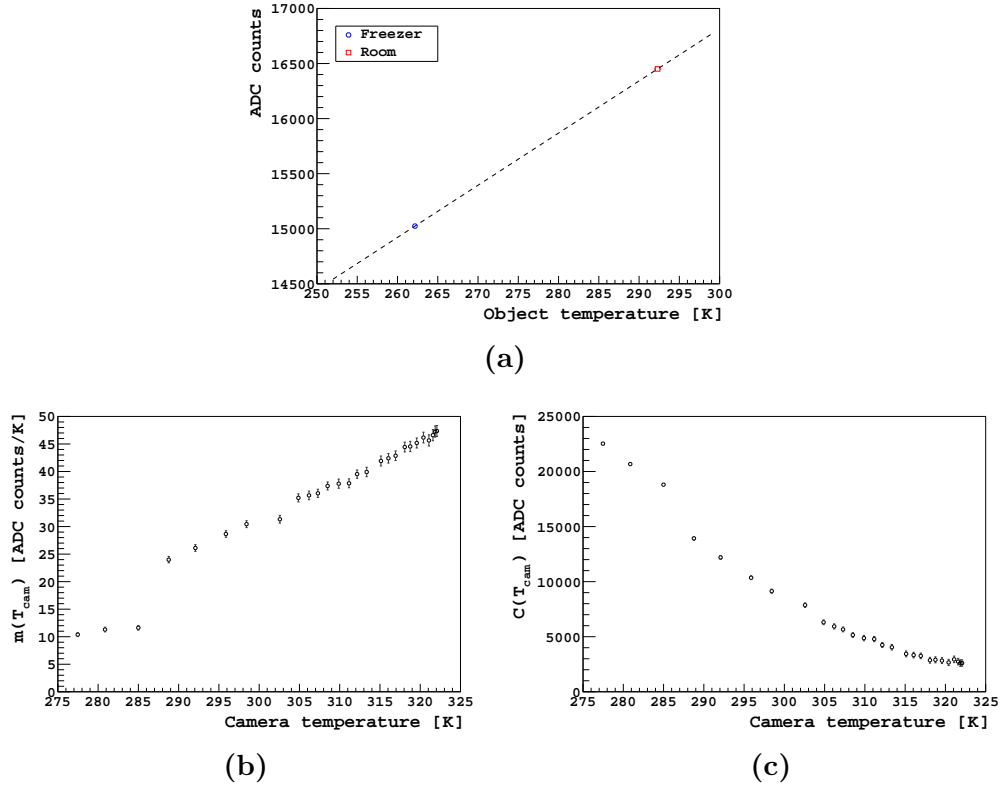 17000
16500
16000
15500
15000
14500
ADC counts
Freezer
Room
250 255 260 265 270 275 280 285 290 295 300
Object temperature [K]
(a)
50
45
40
35
30
25
20
15
10
5
0
m(T_cam) [ADC counts/K]
275 280 285 290 295 300 305 310 315 320 325
Camera temperature [K]
(b)
25000
20000
15000
10000
5000
0
C(T_cam) [ADC counts]
275 280 285 290 295 300 305 310 315 320 325
Camera temperature [K]
(c)